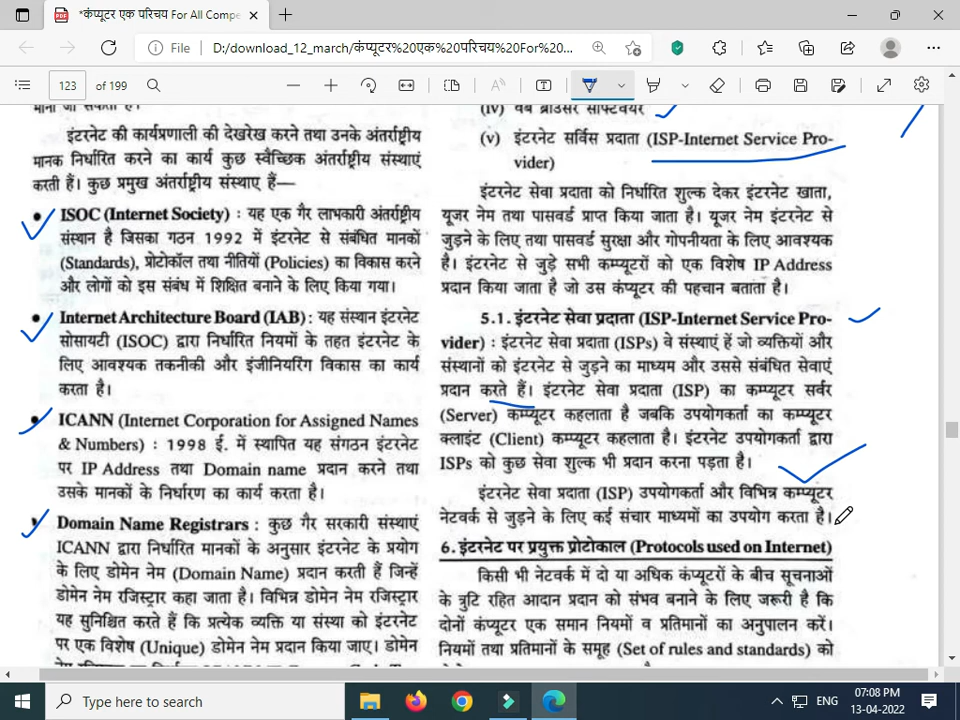 *कंप्यूटर एक परिचय For All Compe
File
D:/download_12_march/कंप्यूटर%20एक%20परिचय%20For%20...
123 of 199
इंटरनेट की कार्यप्रणाली की देखरेख करने तथा उनके अंतर्राष्ट्रीय
मानक निर्धारित करने का कार्य कुछ स्वैच्छिक अंतर्राष्ट्रीय संस्थाएं
करती हैं। कुछ प्रमुख अंतर्राष्ट्रीय संस्थाए हैं—
• ISOC (Internet Society) : यह एक गैर लाभकारी अंतर्राष्ट्रीय
संस्थान है जिसका गठन 1992 में इंटरनेट से संबंधित मानकों
(Standards), प्रोटोकॉल तथा नीतियों (Policies) का विकास करने
और लोगों को इस संबंध में शिक्षित बनाने के लिए किया गया।
• Internet Architecture Board (IAB) : यह संस्थान इंटरनेट
सोसायटी (ISOC) द्वारा निर्धारित नियमों के तहत इंटरनेट के
लिए आवश्यक तकनीकी और इंजीनियरिंग विकास का कार्य
करता है।
• ICANN (Internet Corporation for Assigned Names
& Numbers) : 1998 ई. में स्थापित यह संगठन इंटरनेट
पर IP Address तथा Domain name प्रदान करने तथा
उसके मानकों के निर्धारण का कार्य करता है।
• Domain Name Registrars : कुछ गैर सरकारी संस्थाएं
ICANN द्वारा निर्धारित मानकों के अनुसार इंटरनेट के प्रयोग
के लिए डोमेन नेम (Domain Name) प्रदान करती हैं जिन्हें
डोमेन नेम रजिस्ट्रार कहा जाता है। विभिन्न डोमेन नेम रजिस्ट्रार
यह सुनिश्चित करते हैं कि प्रत्येक व्यक्ति या संस्था को इंटरनेट
पर एक विशेष (Unique) डोमेन नेम प्रदान किया जाए। डोमेन
(iv) वेब ब्राउसर सॉफ्टवेयर
(v) इंटरनेट सर्विस प्रदाता (ISP-Internet Service Pro-
vider)
इंटरनेट सेवा प्रदाता को निर्धारित शुल्क देकर इंटरनेट खाता,
यूजर नेम तथा पासवर्ड प्राप्त किया जाता है। यूजर नेम इंटरनेट से
जुड़ने के लिए तथा पासवर्ड सुरक्षा और गोपनीयता के लिए आवश्यक
है। इंटरनेट से जुड़े सभी कम्प्यूटरों को एक विशेष IP Address
प्रदान किया जाता है जो उस कंप्यूटर की पहचान बताता है।
5.1. इंटरनेट सेवा प्रदाता (ISP-Internet Service Pro-
vider) : इंटरनेट सेवा प्रदाता (ISPs) वे संस्थाएं हें जो व्यक्तियों और
संस्थानों को इंटरनेट से जुड़ने का माध्यम और उससे संबंधित सेवाएं
प्रदान करते हैं। इंटरनेट सेवा प्रदाता (ISP) का कम्प्यूटर सर्वर
(Server) कम्प्यूटर कहलाता है जबकि उपयोगकर्ता का कम्प्यूटर
क्लाइंट (Client) कम्प्यूटर कहलाता है। इंटरनेट उपयोगकर्ता द्वारा
ISPs को कुछ सेवा शुल्क भी प्रदान करना पड़ता है।
इंटरनेट सेवा प्रदाता (ISP) उपयोगकर्ता और विभिन्न कम्प्यूटर
नेटवर्क से जुड़ने के लिए कई संचार माध्यमों का उपयोग करता है।
6. इंटरनेट पर प्रयुक्त प्रोटोकाल (Protocols used on Internet)
किसी भी नेटवर्क में दो या अधिक कंप्यूटरों के बीच सूचनाओं
के त्रुटि रहित आदान प्रदान को संभव बनाने के लिए जरूरी है कि
दोनों कंप्यूटर एक समान नियमों व प्रतिमानों का अनुपालन करें।
नियमों तथा प्रतिमानों के समूह (Set of rules and standards) को
Type here to search
ENG
07:08 PM
13-04-2022